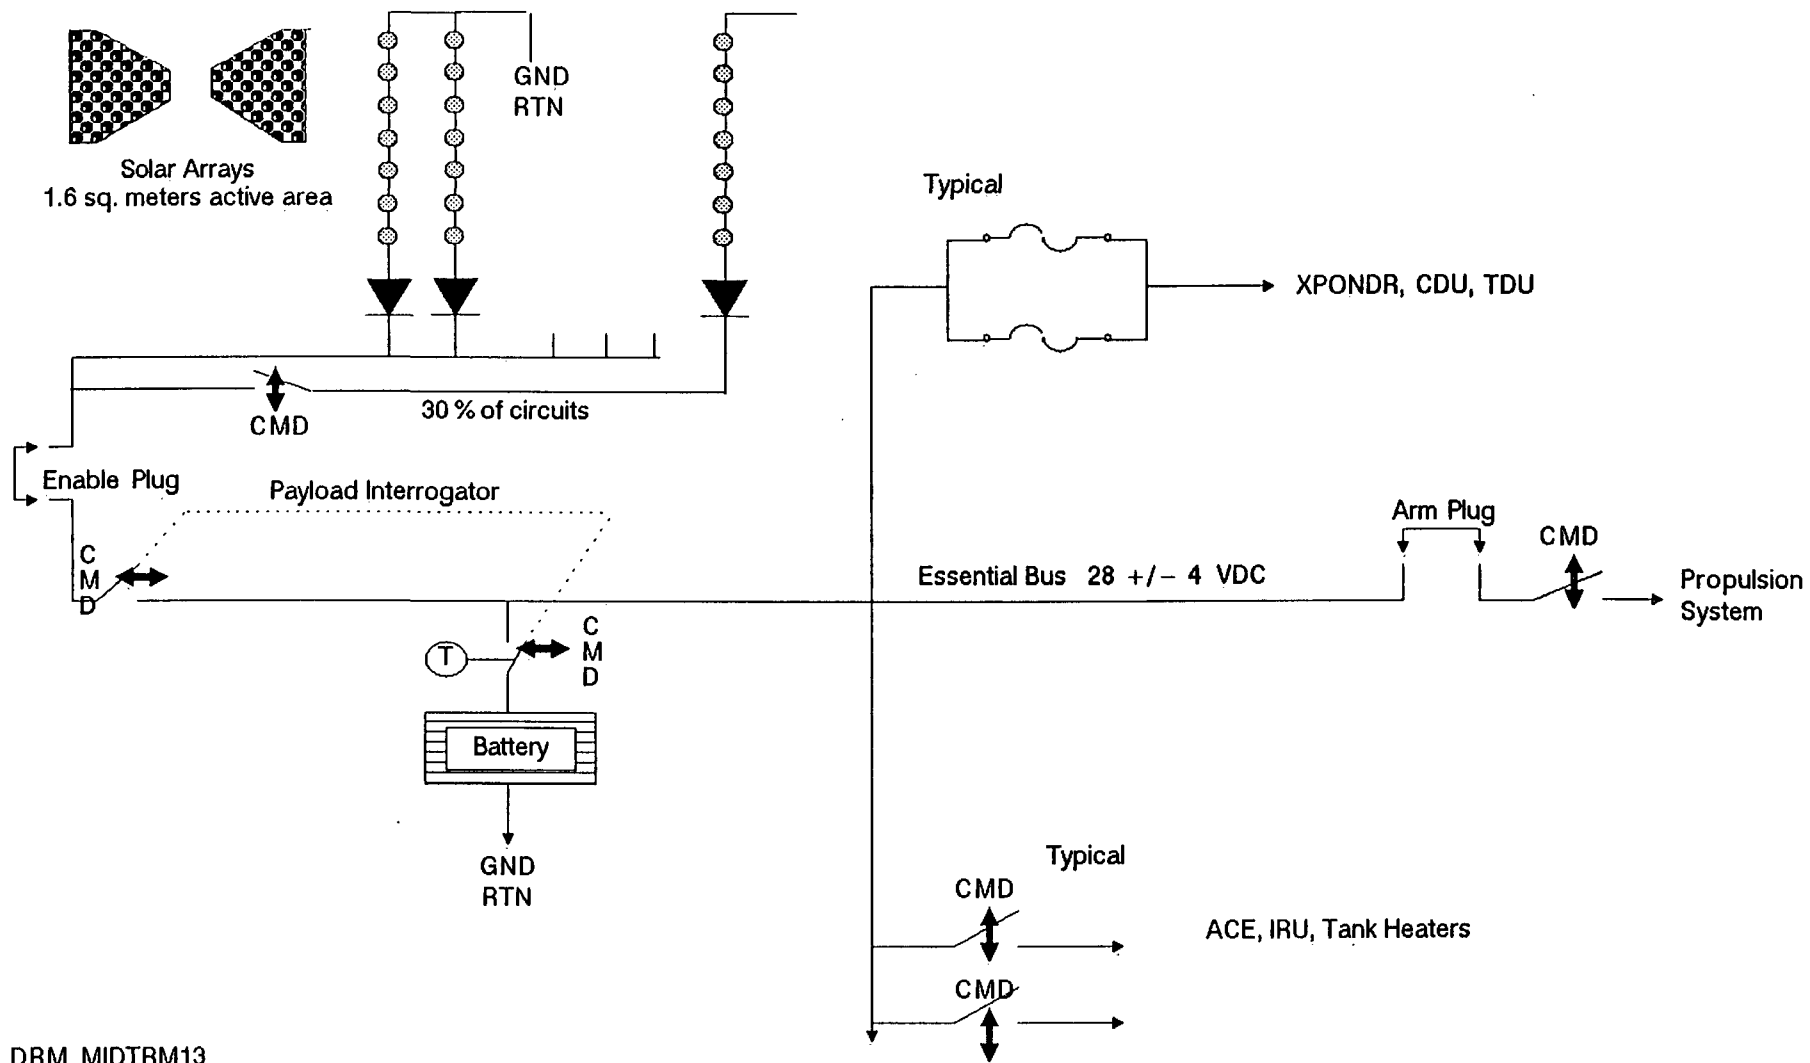 GND
RTN
Solar Arrays
1.6 sq. meters active area
Typical
XPONDR, CDU, TDU
30 % of circuits
CMD
Enable Plug
Payload Interrogator
Arm Plug
CMD
C
M
D
Essential Bus 28 +/- 4 VDC
Propulsion
System
C
M
D
T
Battery
GND
RTN
Typical
CMD
ACE, IRU, Tank Heaters
CMD
DRM MIDTRM13